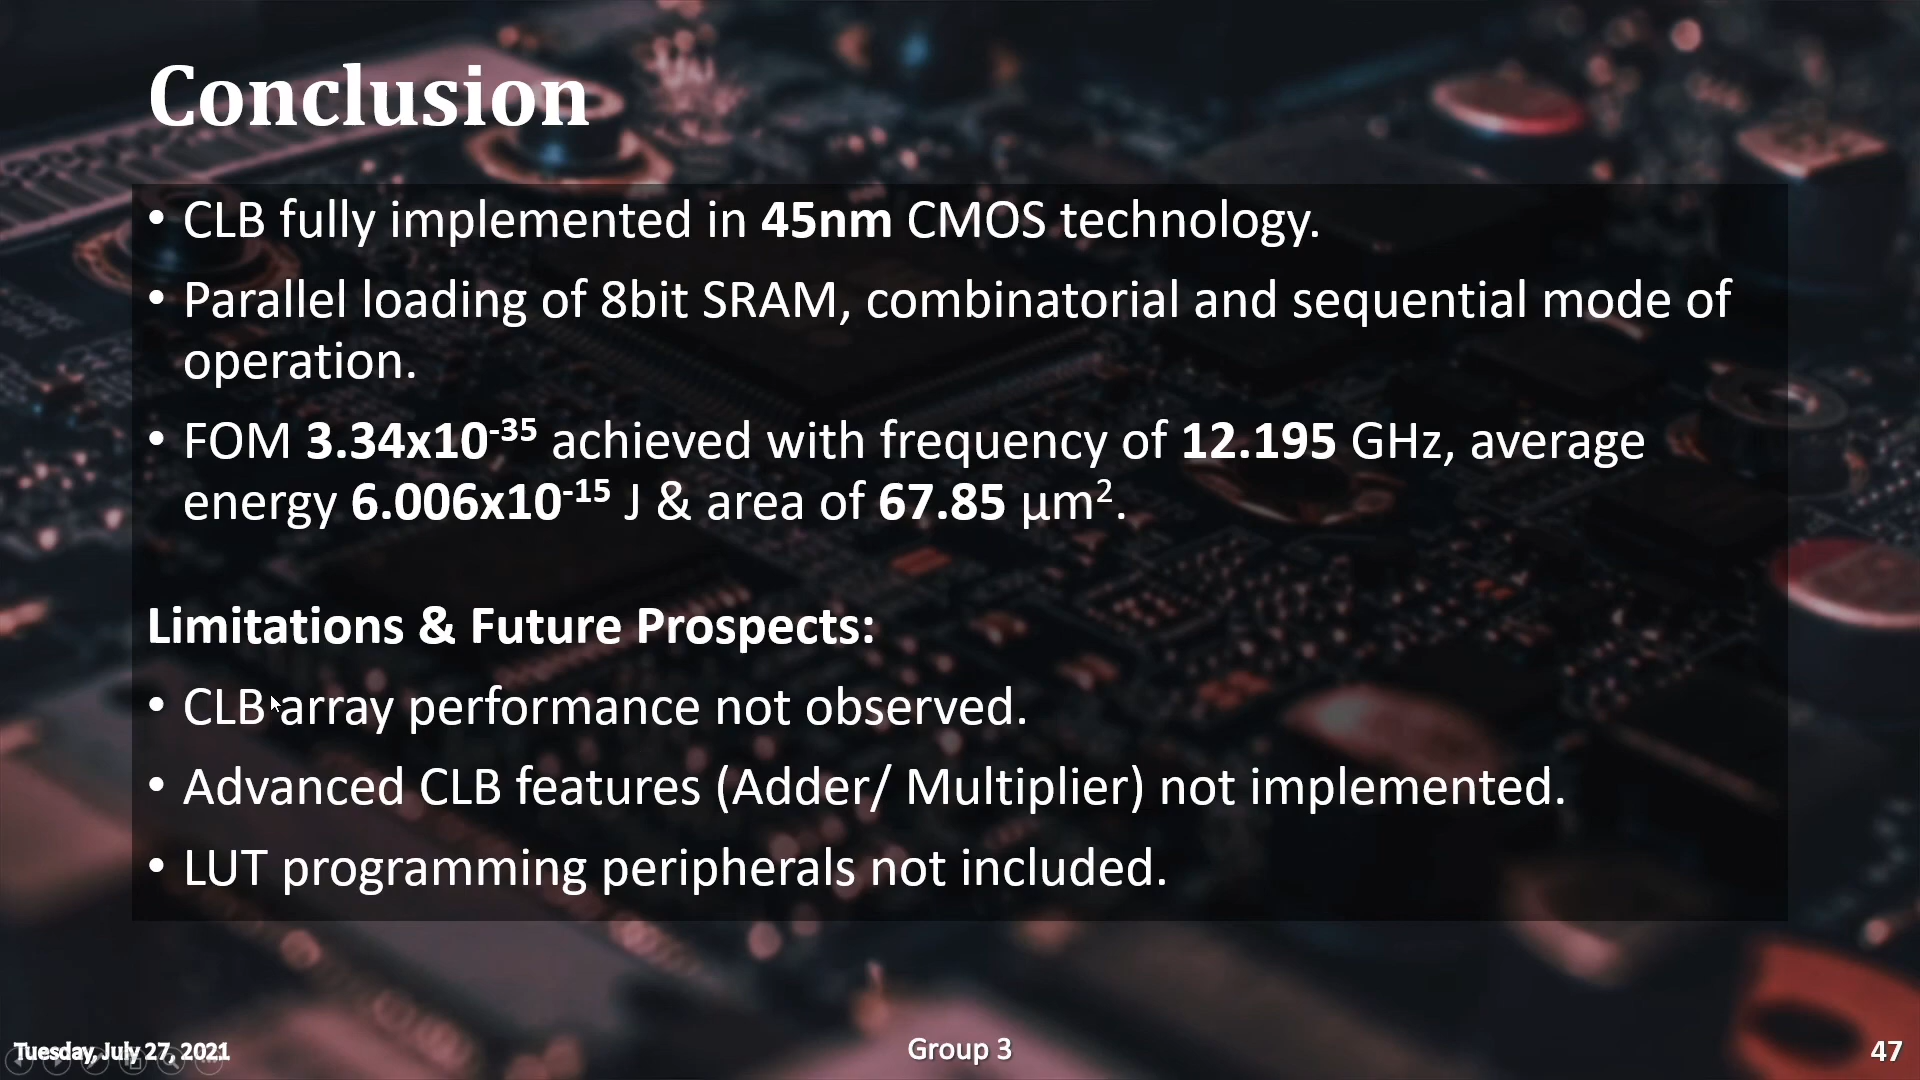 Conclusion
• CLB fully implemented in 45nm CMOS technology.
• Parallel loading of 8bit SRAM, combinatorial and sequential mode of
operation.
• FOM 3.34x10⁻³⁵ achieved with frequency of 12.195 GHz, average
energy 6.006x10⁻¹⁵ J & area of 67.85 µm².
Limitations & Future Prospects:
• CLB array performance not observed.
• Advanced CLB features (Adder/ Multiplier) not implemented.
• LUT programming peripherals not included.
Tuesday, July 27, 2021
Group 3
47